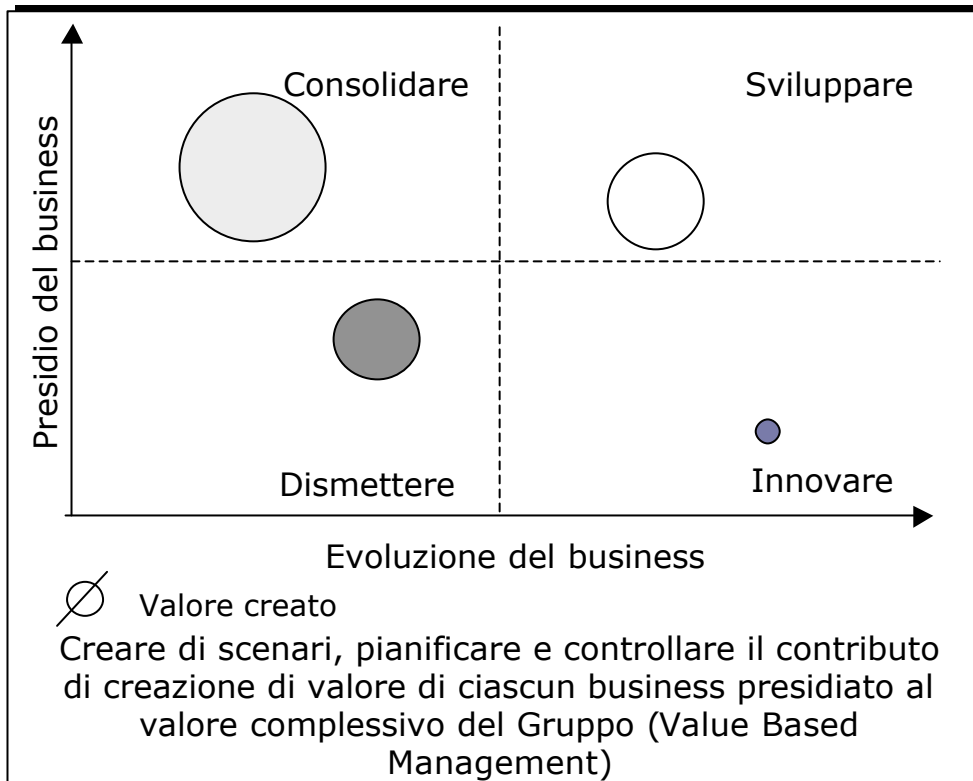 Consolidare
Sviluppare
Presidio del business
Dismettere
Innovare
Evoluzione del business
Valore creato
Creare di scenari, pianificare e controllare il contributo
di creazione di valore di ciascun business presidiato al
valore complessivo del Gruppo (Value Based
Management)